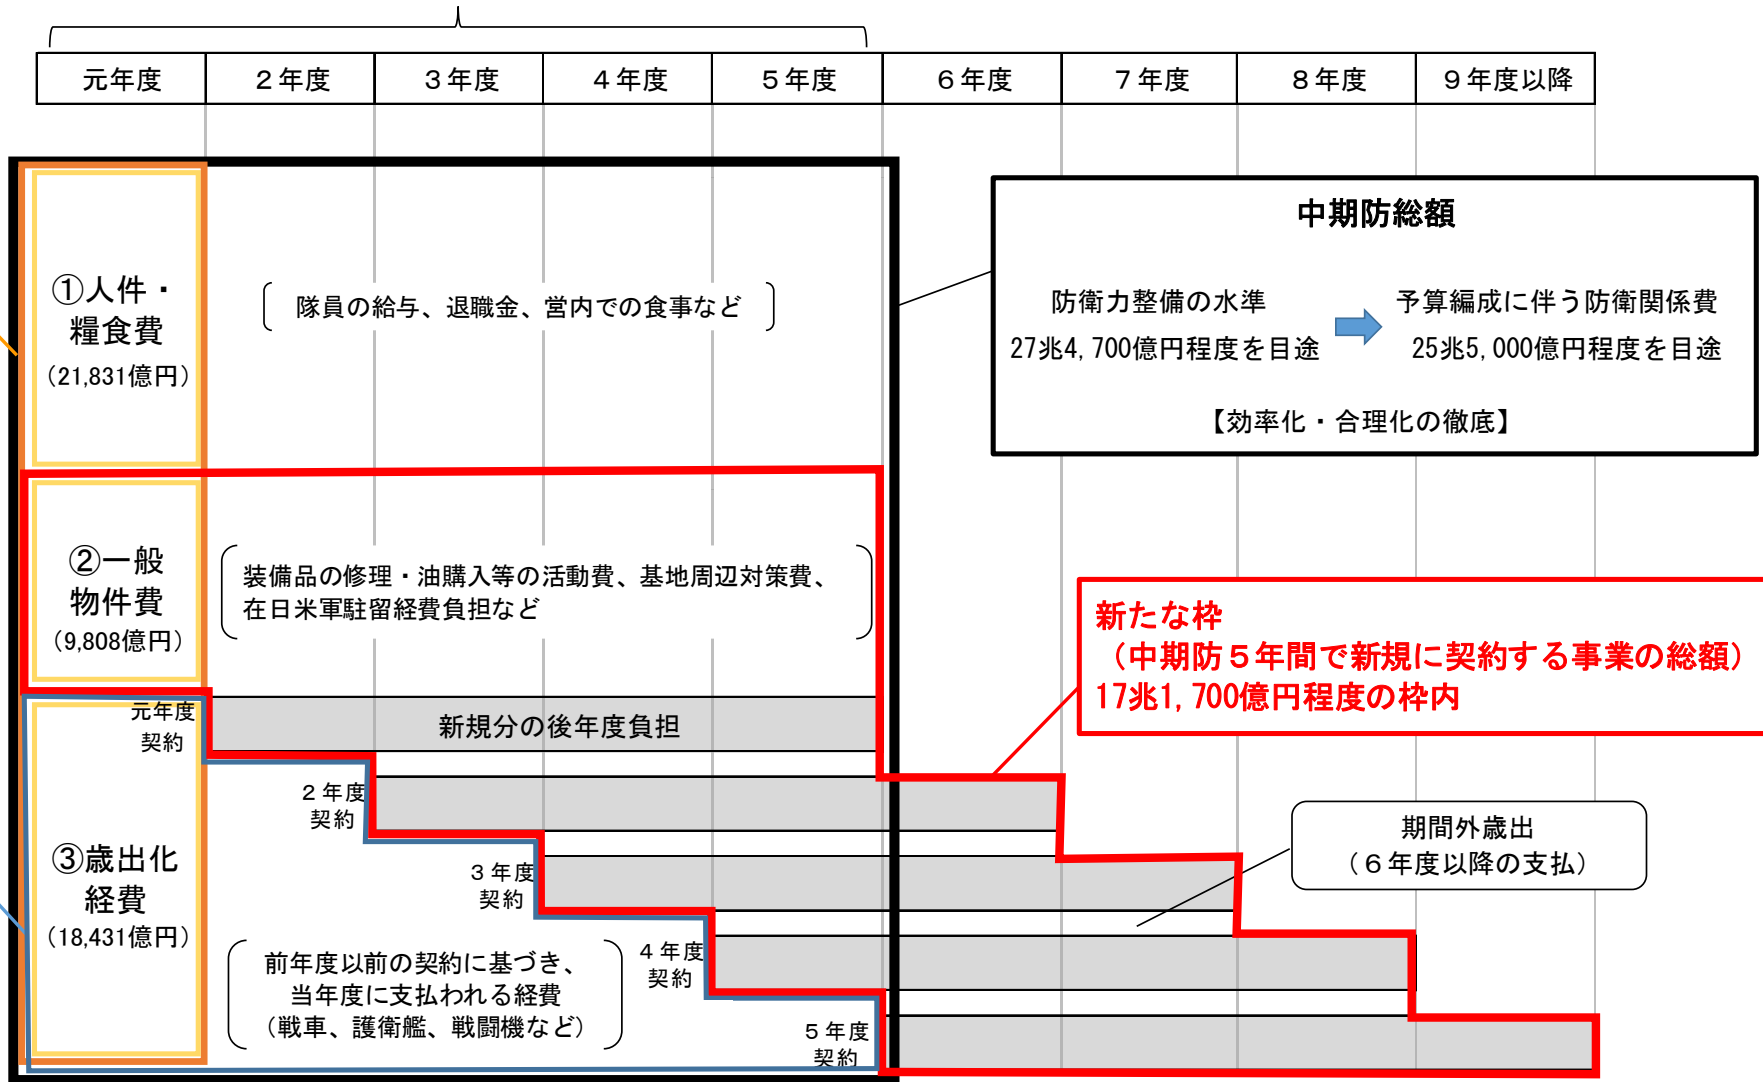 元年度
２年度
３年度
４年度
５年度
６年度
７年度
８年度
９年度以降
①人件・
糧食費
（21,831億円）
隊員の給与、退職金、営内での食事など
中期防総額
防衛力整備の水準
27兆4,700億円程度を目途
予算編成に伴う防衛関係費
25兆5,000億円程度を目途
【効率化・合理化の徹底】
②一般
物件費
（9,808億円）
装備品の修理・油購入等の活動費、基地周辺対策費、
在日米軍駐留経費負担など
新たな枠
（中期防５年間で新規に契約する事業の総額）
17兆1,700億円程度の枠内
元年度
契約
新規分の後年度負担
２年度
契約
３年度
契約
４年度
契約
５年度
契約
期間外歳出
（６年度以降の支払）
③歳出化
経費
（18,431億円）
前年度以前の契約に基づき、
当年度に支払われる経費
（戦車、護衛艦、戦闘機など）